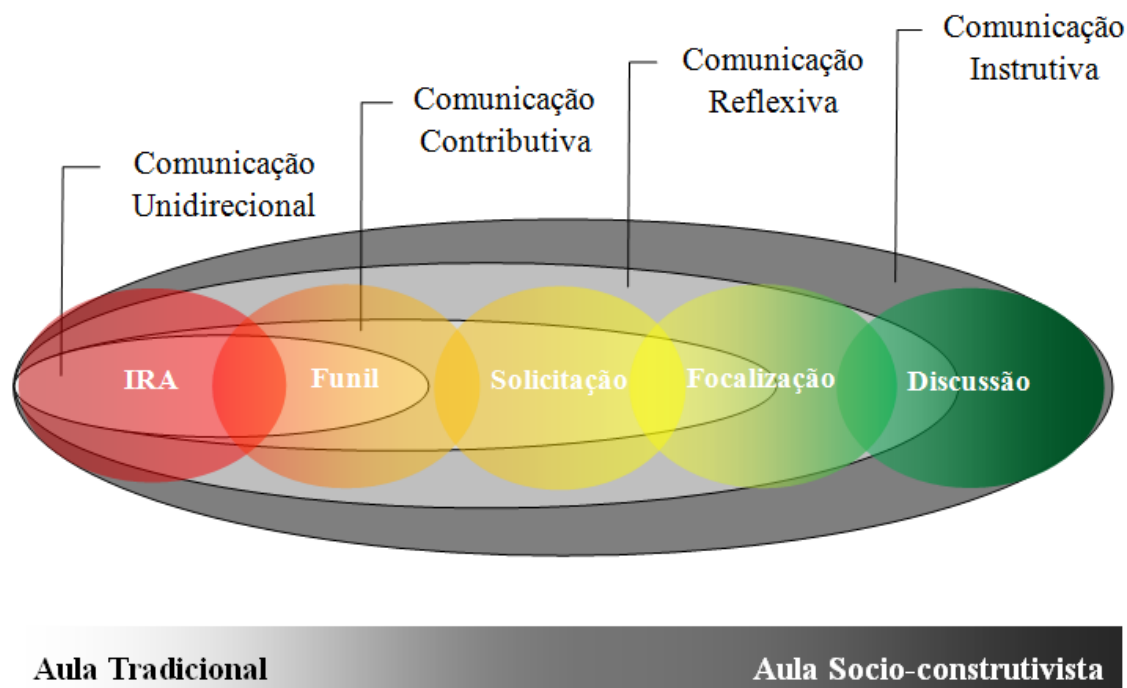 Comunicação
Instrutiva
Comunicação
Reflexiva
Comunicação
Contributiva
Comunicação
Unidirecional
IRA
Funil
Solicitação
Focalização
Discussão
Aula Tradicional
Aula Socio-construtivista